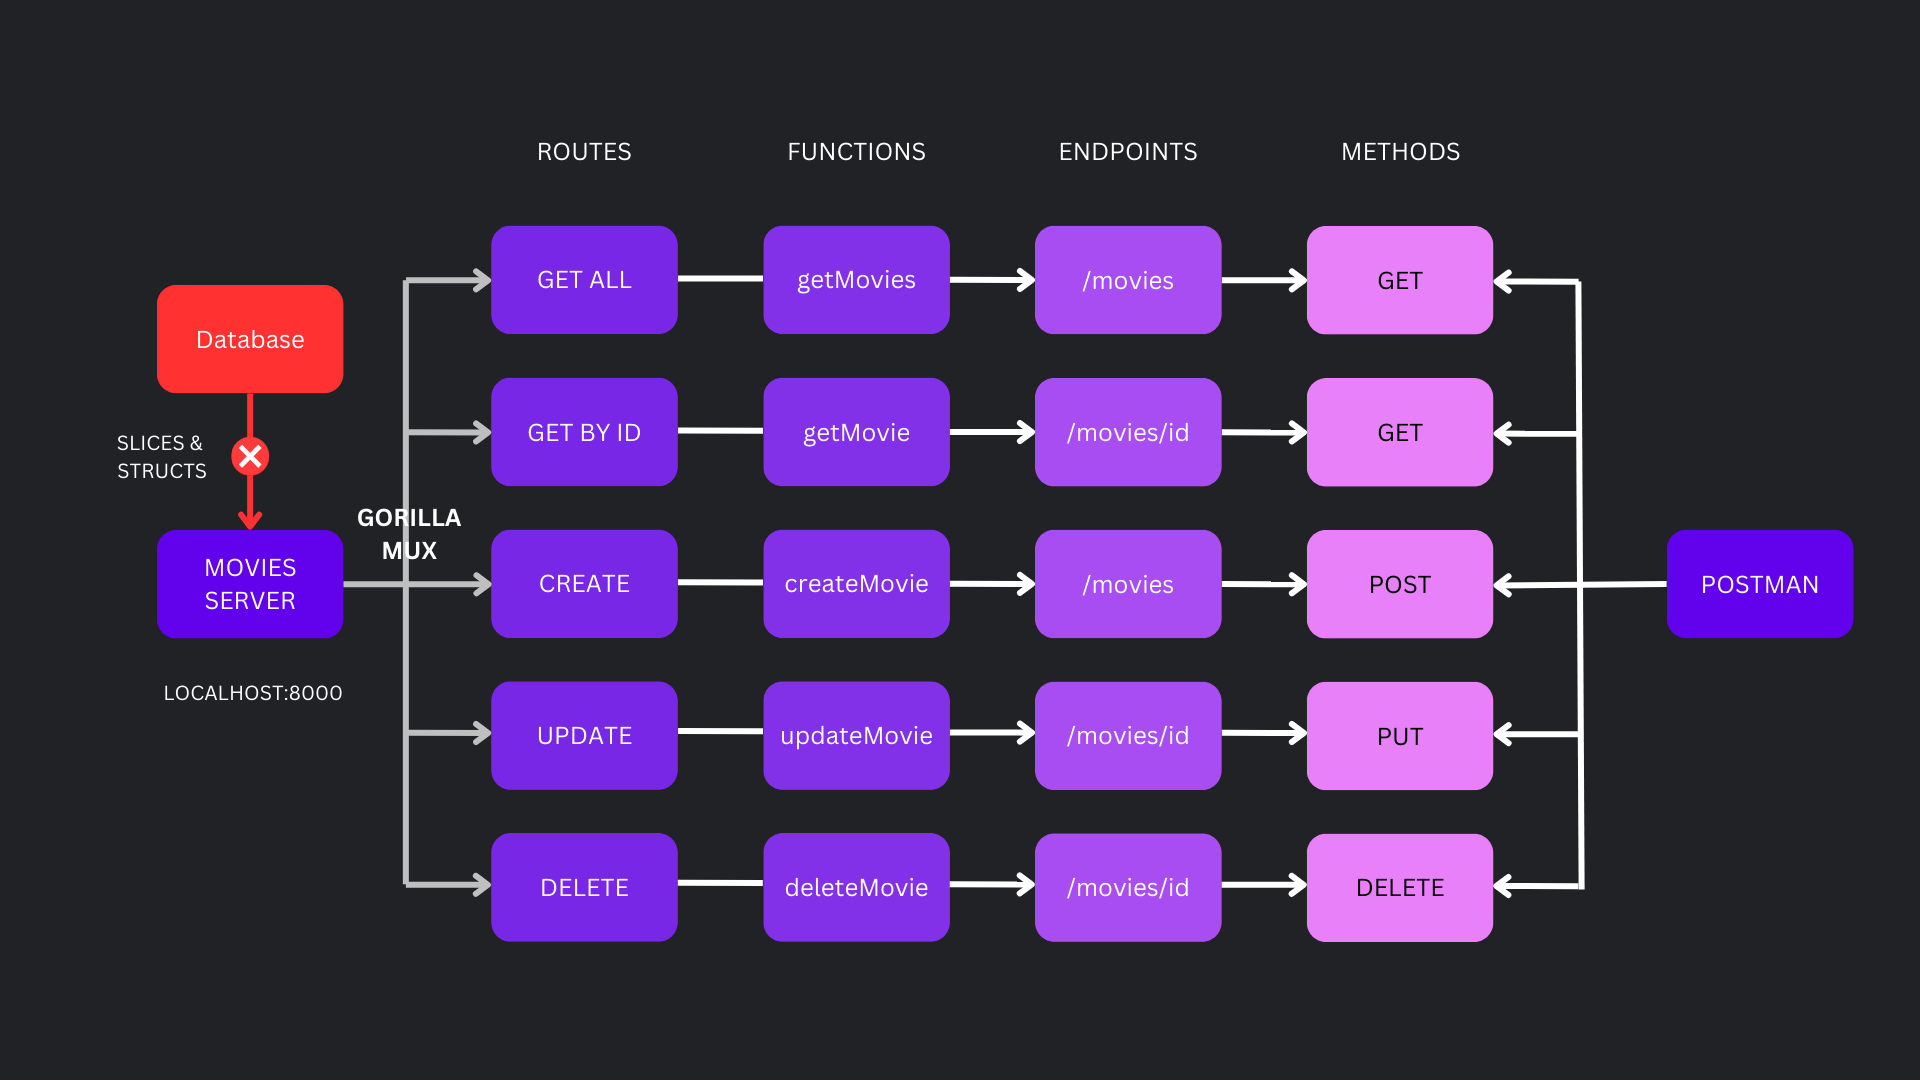 ROUTES
FUNCTIONS
ENDPOINTS
METHODS
GET ALL
getMovies
/movies
GET
Database
GET BY ID
getMovie
/movies/id
GET
SLICES &
STRUCTS
GORILLA
MUX
MOVIES
SERVER
CREATE
createMovie
/movies
POST
POSTMAN
LOCALHOST:8000
UPDATE
updateMovie
/movies/id
PUT
DELETE
deleteMovie
/movies/id
DELETE